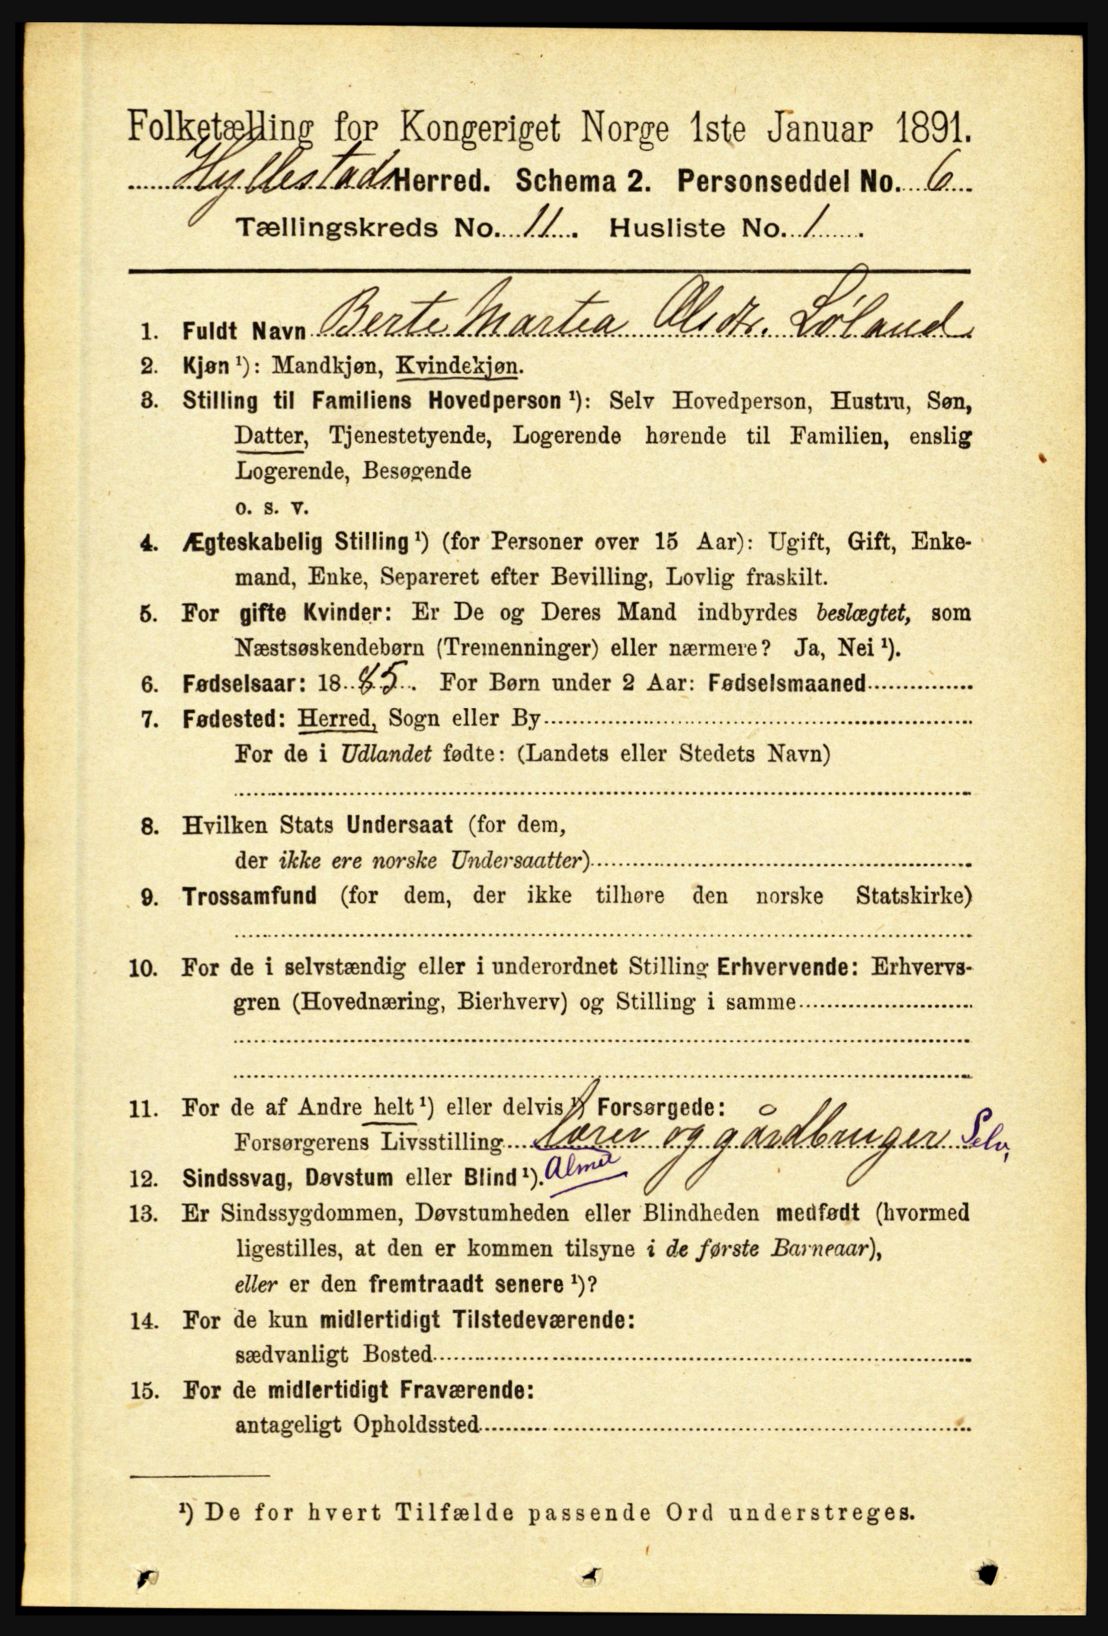 Folketælling for Kongeriget Norge 1ste Januar 1891.
Hyllestads Herred. Schema 2. Personseddel No. 6
Tællingskreds No. 11. Husliste No. 1
1. Fuldt Navn Berte Martea Olsdtr. Løland
2. Kjøn ¹): Mandkjøn, Kvindekjøn.
3. Stilling til Familiens Hovedperson ¹): Selv Hovedperson, Hustru, Søn,
Datter, Tjenestetyende, Logerende hørende til Familien, enslig
Logerende, Besøgende
o. s. v.
4. Ægteskabelig Stilling ¹) (for Personer over 15 Aar): Ugift, Gift, Enke-
mand, Enke, Separeret efter Bevilling, Lovlig fraskilt.
5. For gifte Kvinder: Er De og Deres Mand indbyrdes beslægtet, som
Næstsøskendebørn (Tremenninger) eller nærmere? Ja, Nei ¹).
6. Fødselsaar: 1885. For Børn under 2 Aar: Fødselsmaaned
7. Fødested: Herred, Sogn eller By
For de i Udlandet fødte: (Landets eller Stedets Navn)
8. Hvilken Stats Undersaat (for dem,
der ikke ere norske Undersaatter)
9. Trossamfund (for dem, der ikke tilhøre den norske Statskirke)
10. For de i selvstændig eller i underordnet Stilling Erhvervende: Erhvervs-
gren (Hovednæring, Bierhverv) og Stilling i samme
11. For de af Andre helt ¹) eller delvis ¹) Forsørgede:
Forsørgerens Livsstilling lærer og gårdbruger Selv,
12. Sindssvag, Døvstum eller Blind ¹).
13. Er Sindssygdommen, Døvstumheden eller Blindheden medfødt (hvormed
ligestilles, at den er kommen tilsyne i de første Barneaar),
eller er den fremtraadt senere ¹)?
14. For de kun midlertidigt Tilstedeværende:
sædvanligt Bosted
15. For de midlertidigt Fraværende:
antageligt Opholdssted
¹) De for hvert Tilfælde passende Ord understreges.